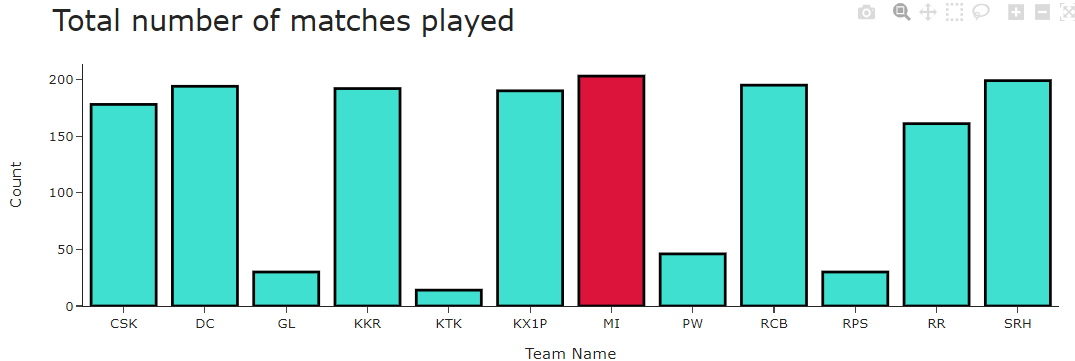 Total number of matches played
200
150
100
50
0
Count
CSK DC GL KKR KTK KX1P MI PW RCB RPS RR SRH
Team Name